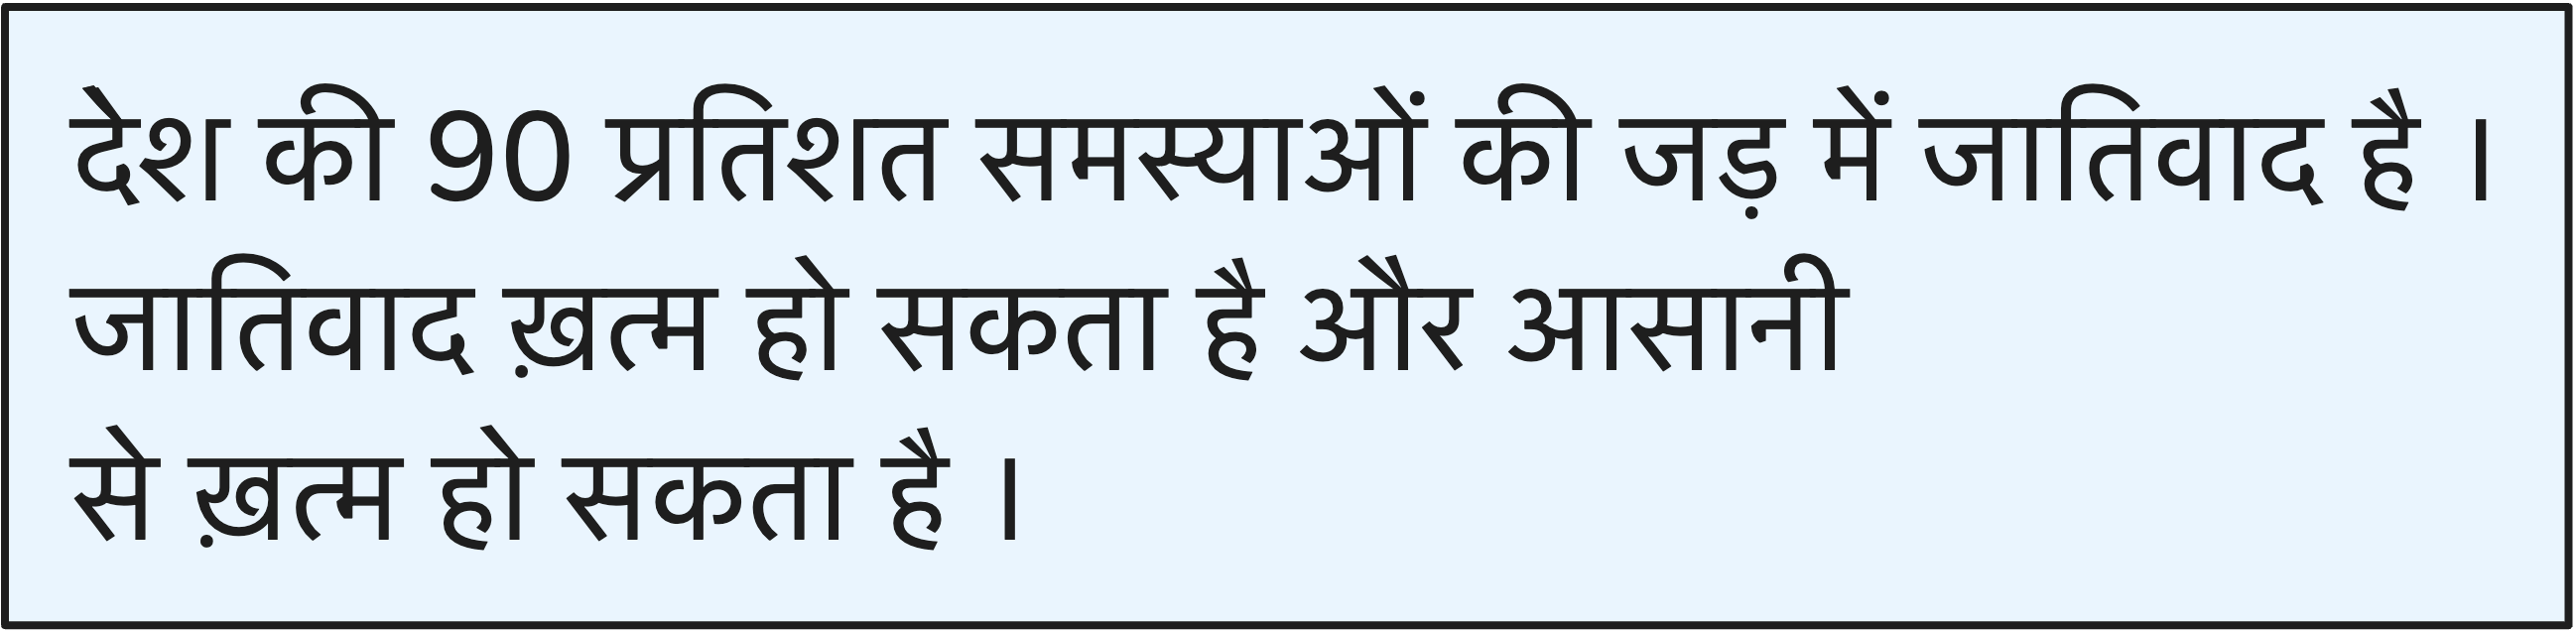 देश की 90 प्रतिशत समस्याओं की जड़ में जातिवाद है ।
जातिवाद ख़त्म हो सकता है और आसानी
से ख़त्म हो सकता है ।